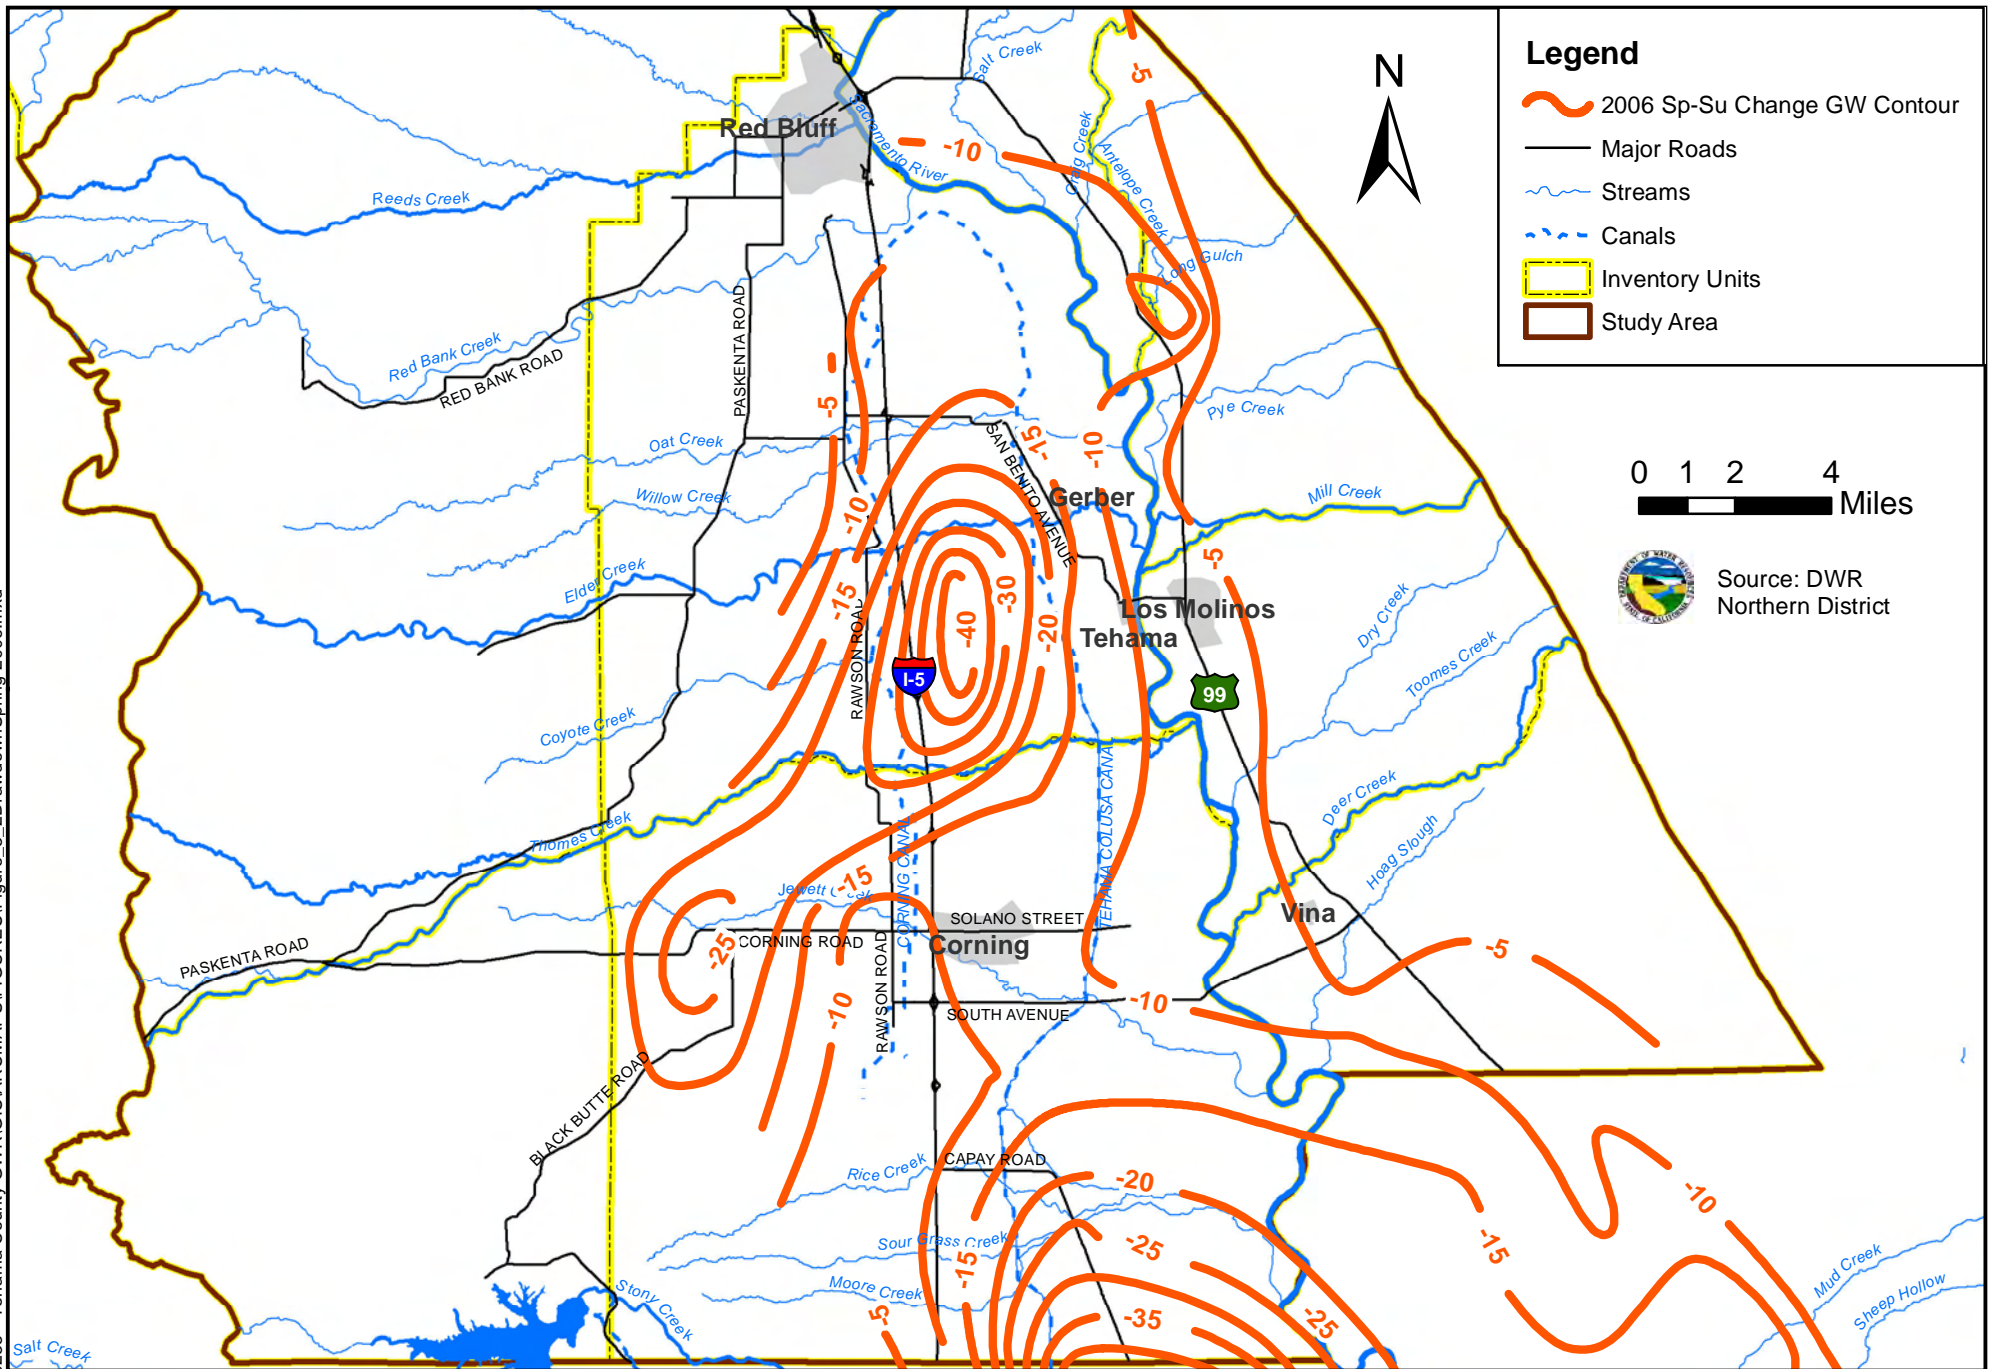 Legend
2006 Sp-Su Change GW Contour
Major Roads
Streams
Canals
Inventory Units
Study Area
N
0 1 2 4
Miles
Source: DWR
Northern District
Salt Creek
-5
Red Bluff
Sacramento River
-10
Craig Creek
Antelope Creek
Reeds Creek
Long Gulch
PASKENTA ROAD
Red Bank Creek
RED BANK ROAD
-5
Pye Creek
Oat Creek
SAN BENITO AVENUE
-15
-10
Willow Creek
Gerber
Mill Creek
-10
Elder Creek
-5
-15
-30
-40
-20
RAWSON ROAD
Los Molinos
Tehama
Dry Creek
Toomes Creek
I-5
99
Coyote Creek
TEHAMA COLUSA CANAL
Thomes Creek
CORNING CANAL
Deer Creek
Hoag Slough
Jewett Creek
-15
SOLANO STREET
Vina
-25
CORNING ROAD
Corning
PASKENTA ROAD
RAWSON ROAD
-5
-10
-10
SOUTH AVENUE
BLACK BUTTE ROAD
Rice Creek
CAPAY ROAD
-20
-10
Sour Grass Creek
-25
-15
-15
Moore Creek
Stony Creek
-5
-35
-25
Mud Creek
Sheep Hollow
Salt Creek